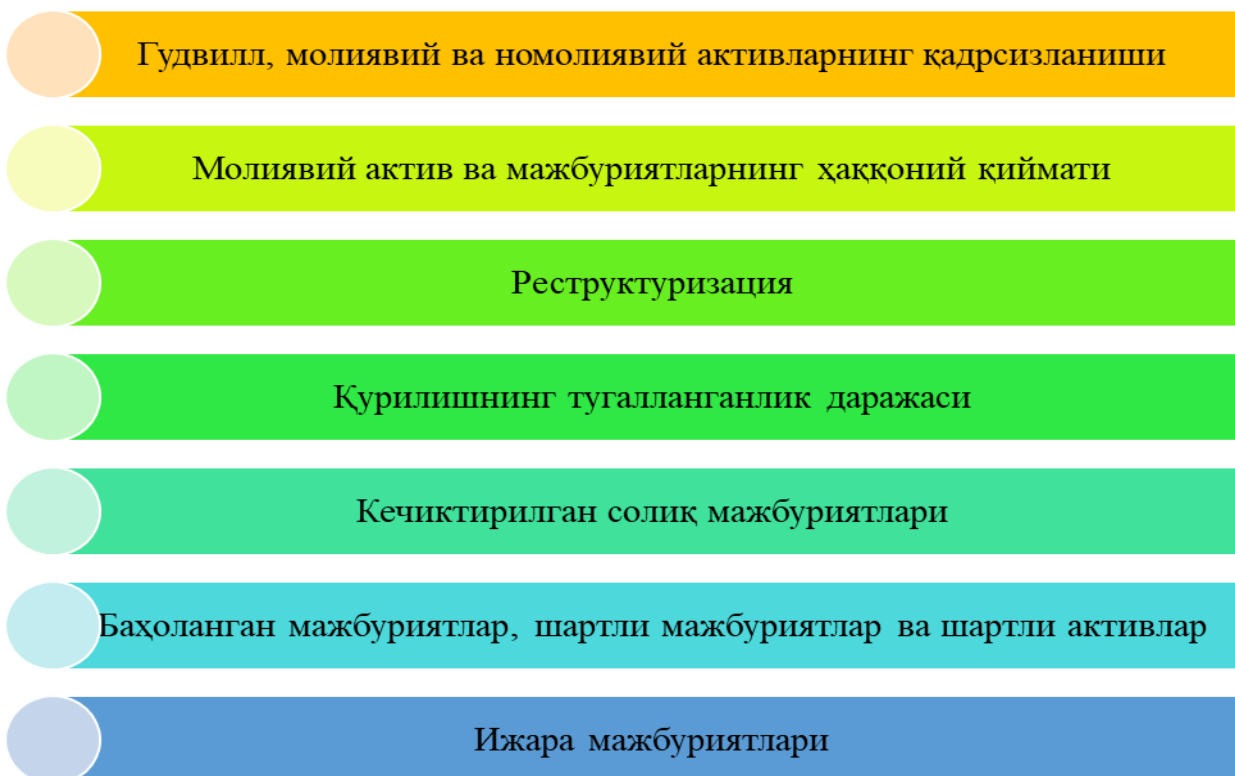 Гудвилл, молиявий ва номолиявий активларнинг қадрсизланиши
Молиявий актив ва мажбуриятларнинг ҳаққоний қиймати
Реструктуризация
Қурилишнинг тугалланганлик даражаси
Кечиктирилган солиқ мажбуриятлари
Баҳоланган мажбуриятлар, шартли мажбуриятлар ва шартли активлар
Ижара мажбуриятлари